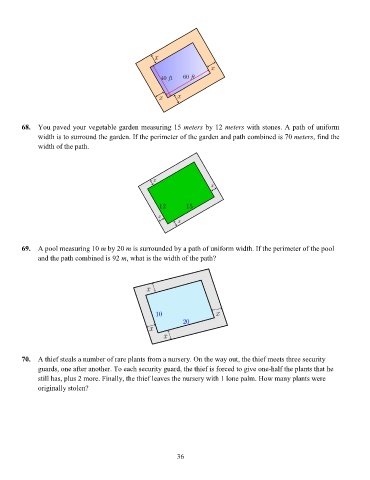 x
x
40 ft 60 ft
x x
68. You paved your vegetable garden measuring 15 meters by 12 meters with stones. A path of uniform
width is to surround the garden. If the perimeter of the garden and path combined is 70 meters, find the
width of the path.
x
x
12 15
x
x
69. A pool measuring 10 m by 20 m is surrounded by a path of uniform width. If the perimeter of the pool
and the path combined is 92 m, what is the width of the path?
x
10 x
20
x
x
70. A thief steals a number of rare plants from a nursery. On the way out, the thief meets three security
guards, one after another. To each security guard, the thief is forced to give one-half the plants that he
still has, plus 2 more. Finally, the thief leaves the nursery with 1 lone palm. How many plants were
originally stolen?
36